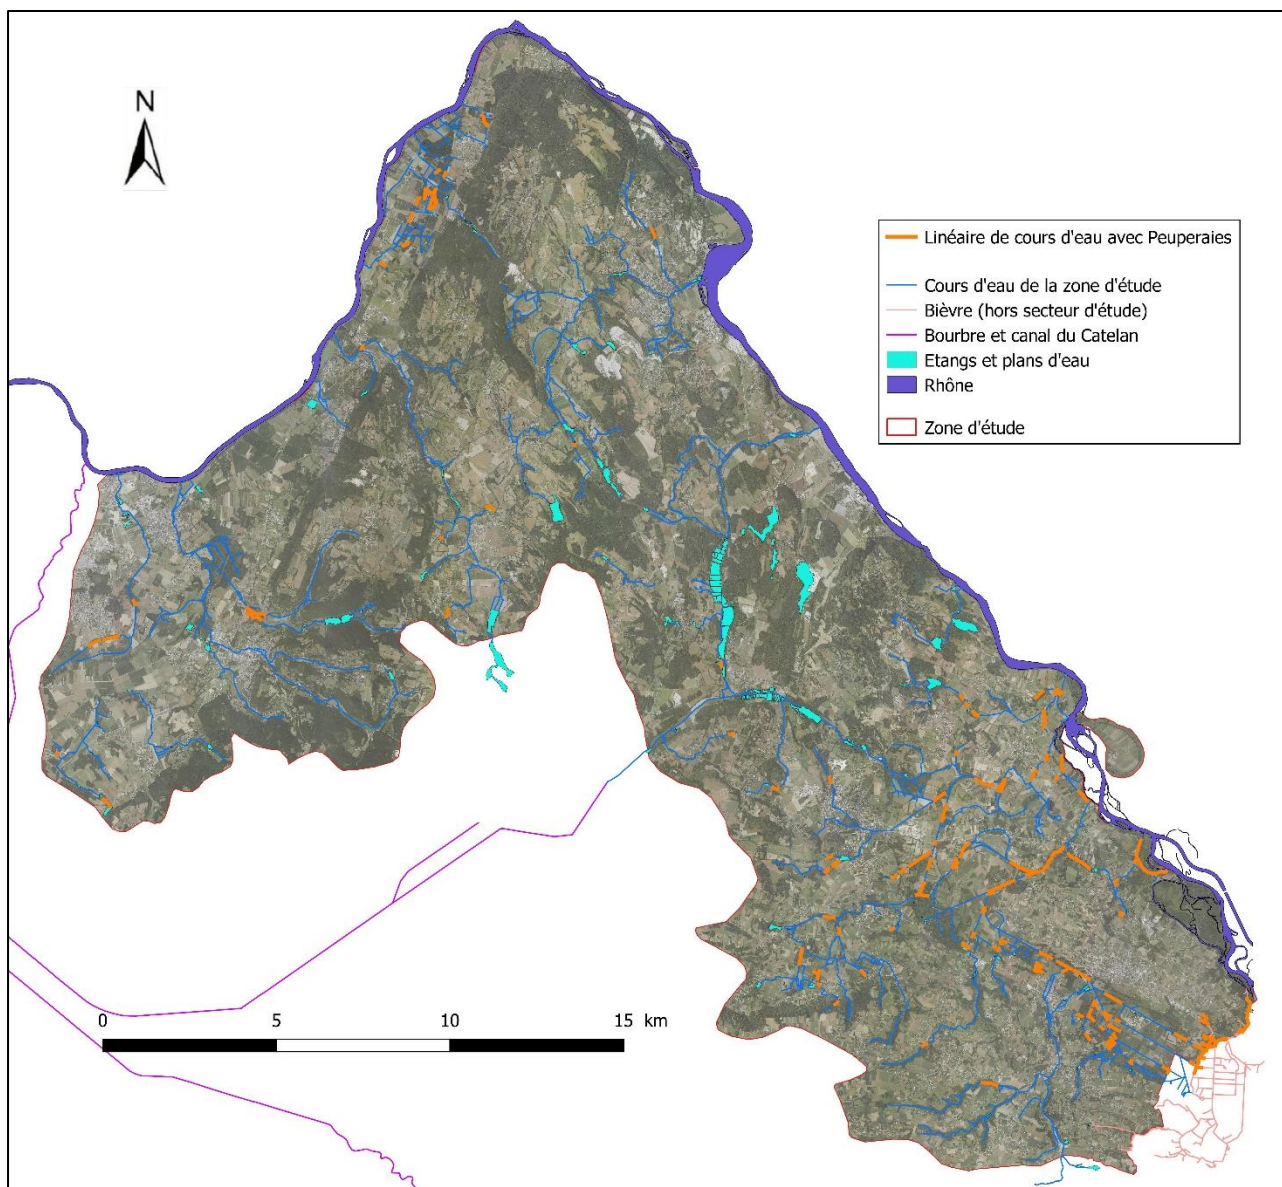 N
Linéaire de cours d'eau avec Peuperaies
Cours d'eau de la zone d'étude
Bièvre (hors secteur d'étude)
Bourbre et canal du Catelan
Etangs et plans d'eau
Rhône
Zone d'étude
0 5 10 15 km